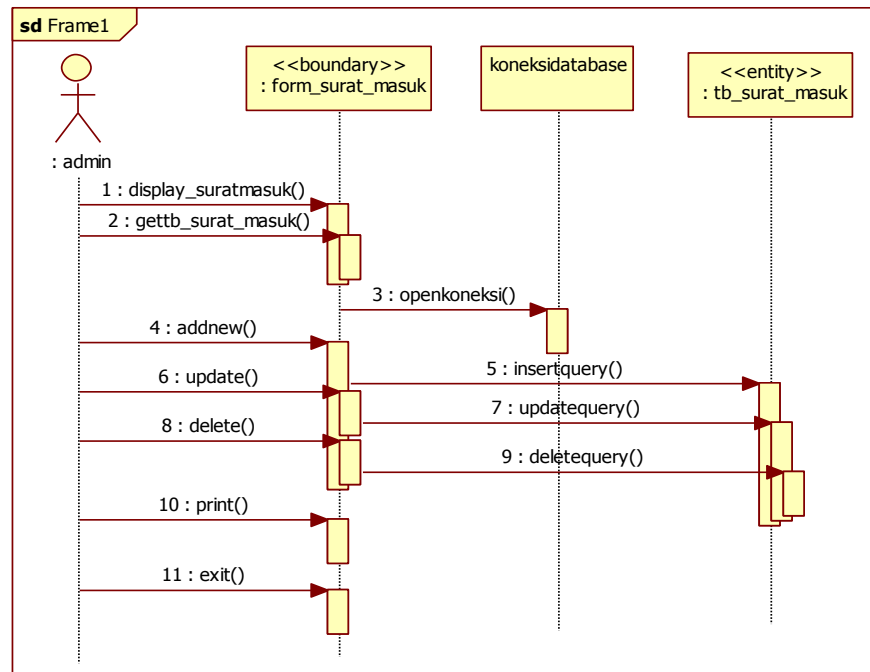 sd Frame1
<<boundary>>
: form_surat_masuk
koneksidatabase
<<entity>>
: tb_surat_masuk
: admin
1 : display_suratmasuk()
2 : gettb_surat_masuk()
3 : openkoneksi()
4 : addnew()
5 : insertquery()
6 : update()
7 : updatequery()
8 : delete()
9 : deletequery()
10 : print()
11 : exit()